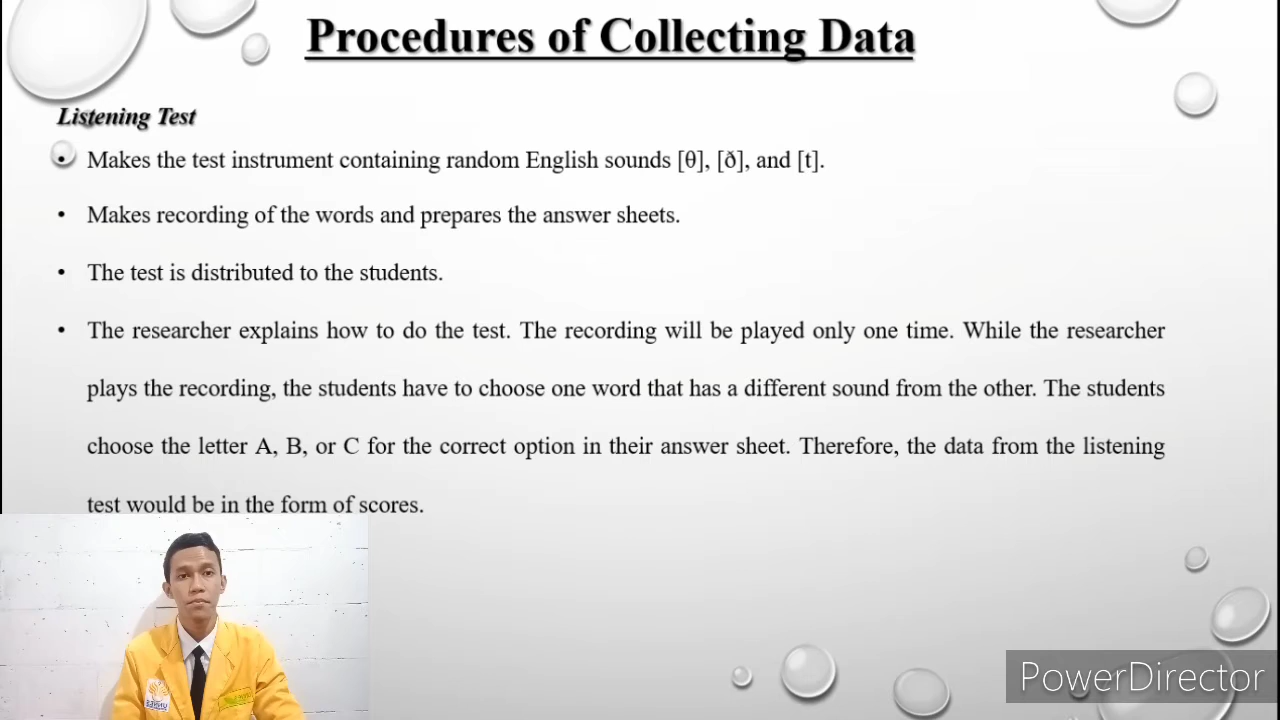 Procedures of Collecting Data
Listening Test
• Makes the test instrument containing random English sounds [θ], [ð], and [t].
• Makes recording of the words and prepares the answer sheets.
• The test is distributed to the students.
• The researcher explains how to do the test. The recording will be played only one time. While the researcher
plays the recording, the students have to choose one word that has a different sound from the other. The students
choose the letter A, B, or C for the correct option in their answer sheet. Therefore, the data from the listening
test would be in the form of scores.
PowerDirector